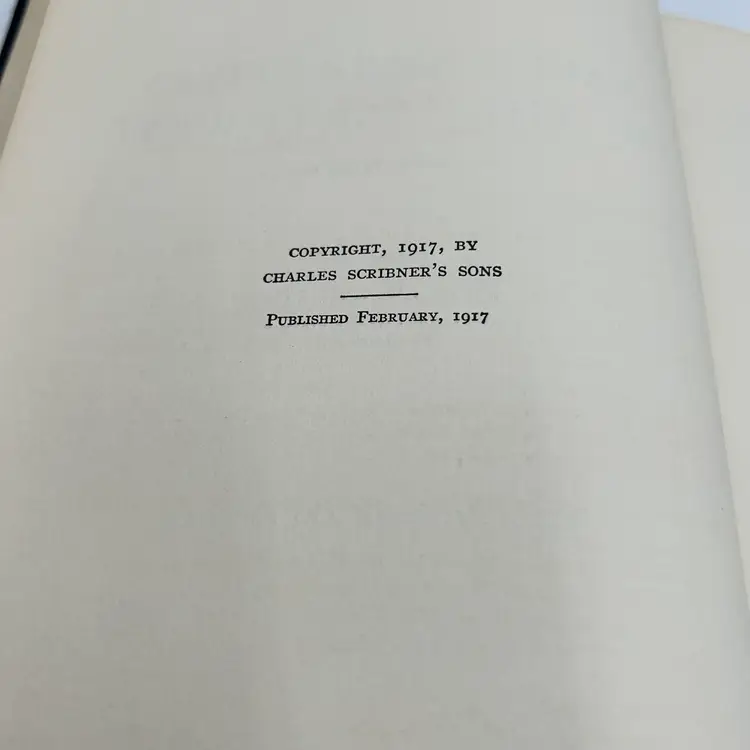 COPYRIGHT, 1917, BY
CHARLES SCRIBNER'S SONS
PUBLISHED FEBRUARY, 1917